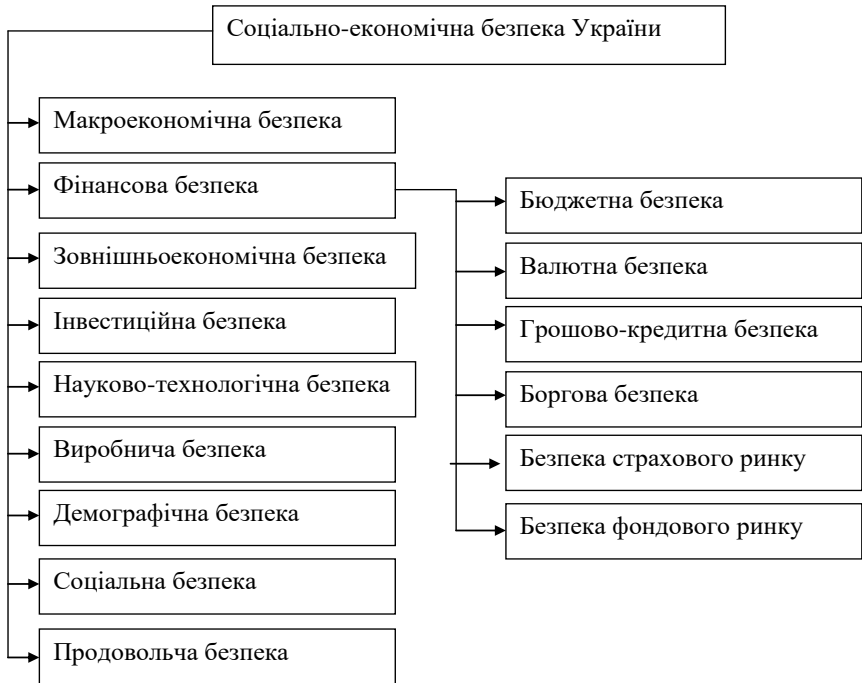 Соціально-економічна безпека України
Макроекономічна безпека
Фінансова безпека
Зовнішньоекономічна безпека
Інвестиційна безпека
Науково-технологічна безпека
Виробнича безпека
Демографічна безпека
Соціальна безпека
Продовольча безпека
Бюджетна безпека
Валютна безпека
Грошово-кредитна безпека
Боргова безпека
Безпека страхового ринку
Безпека фондового ринку